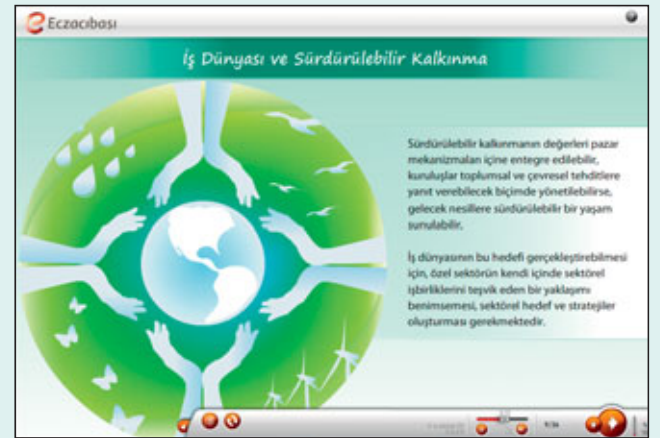 Eczacıbaşı
İş Dünyası ve Sürdürülebilir Kalkınma
Sürdürülebilir kalkınmanın değerleri pazar
mekanizmaları içine entegre edilebilir,
kuruluşlar toplumsal ve çevresel tehditlere
yanıt verebilecek biçimde yönetilebilirse,
gelecek nesillere sürdürülebilir bir yaşam
sunulabilir.
İş dünyasının bu hedefi gerçekleştirebilmesi
için, özel sektörün kendi içinde sektörel
işbirliklerini teşvik eden bir yaklaşımı
benimsemesi, sektörel hedef ve stratejiler
oluşturması gerekmektedir.
9/36